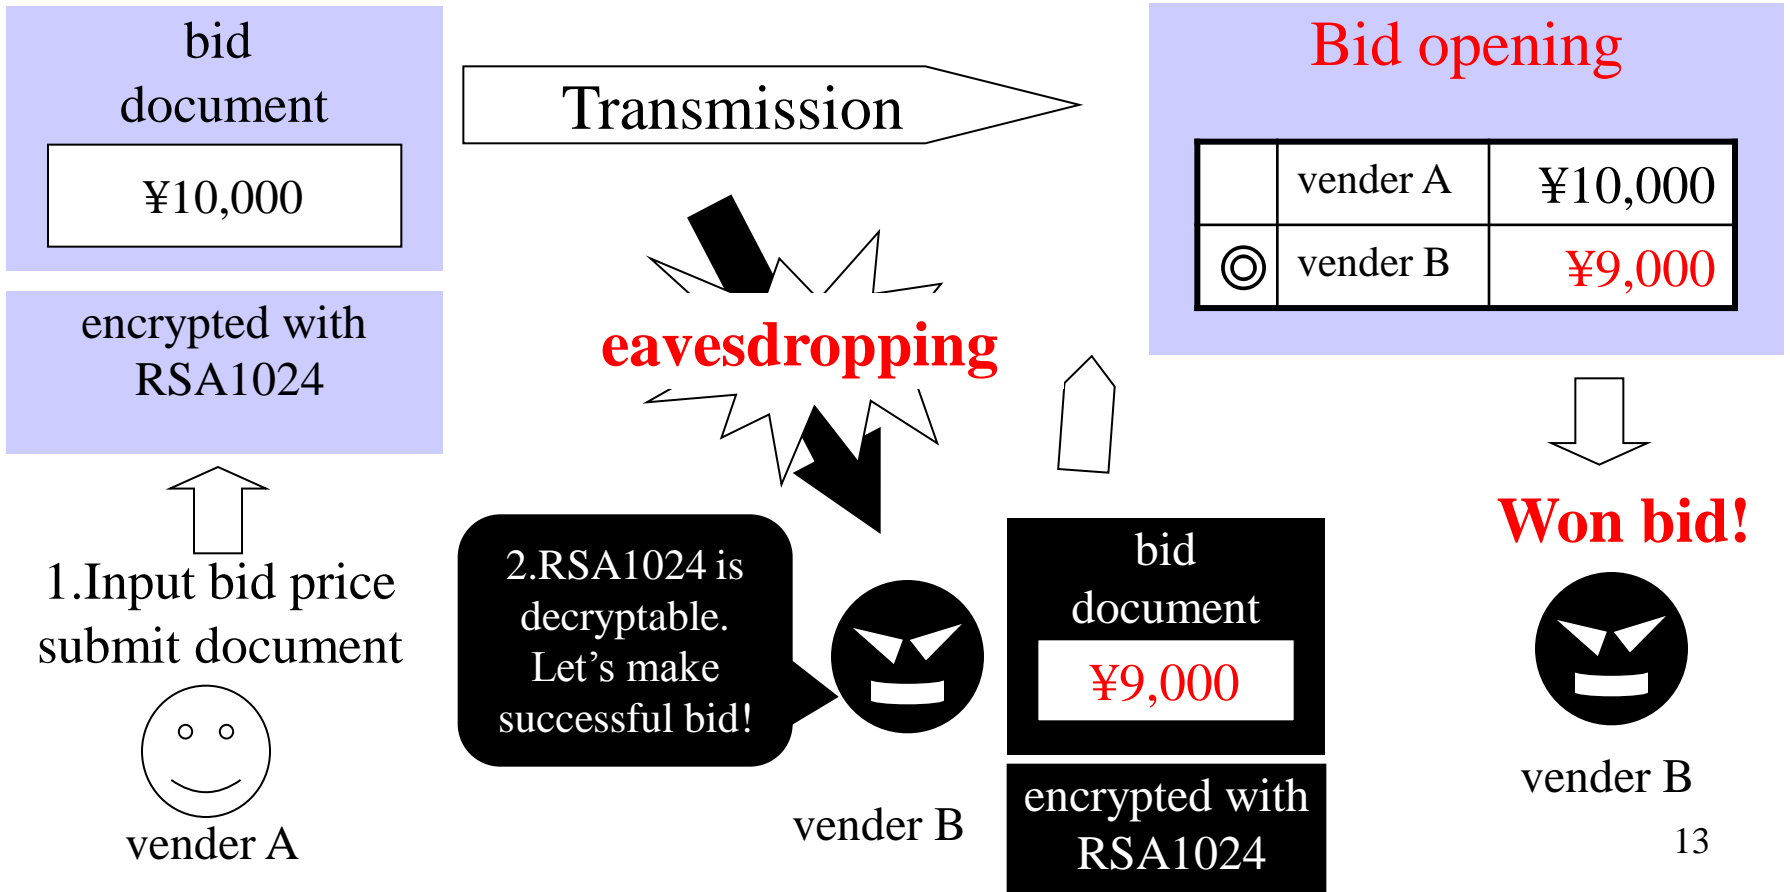 bid
document
¥10,000
encrypted with
RSA1024
1.Input bid price
submit document
vender A
Transmission
eavesdropping
2.RSA1024 is
decryptable.
Let’s make
successful bid!
vender B
bid
document
¥9,000
encrypted with
RSA1024
Bid opening
vender A ¥10,000
◎ vender B ¥9,000
Won bid!
vender B
13